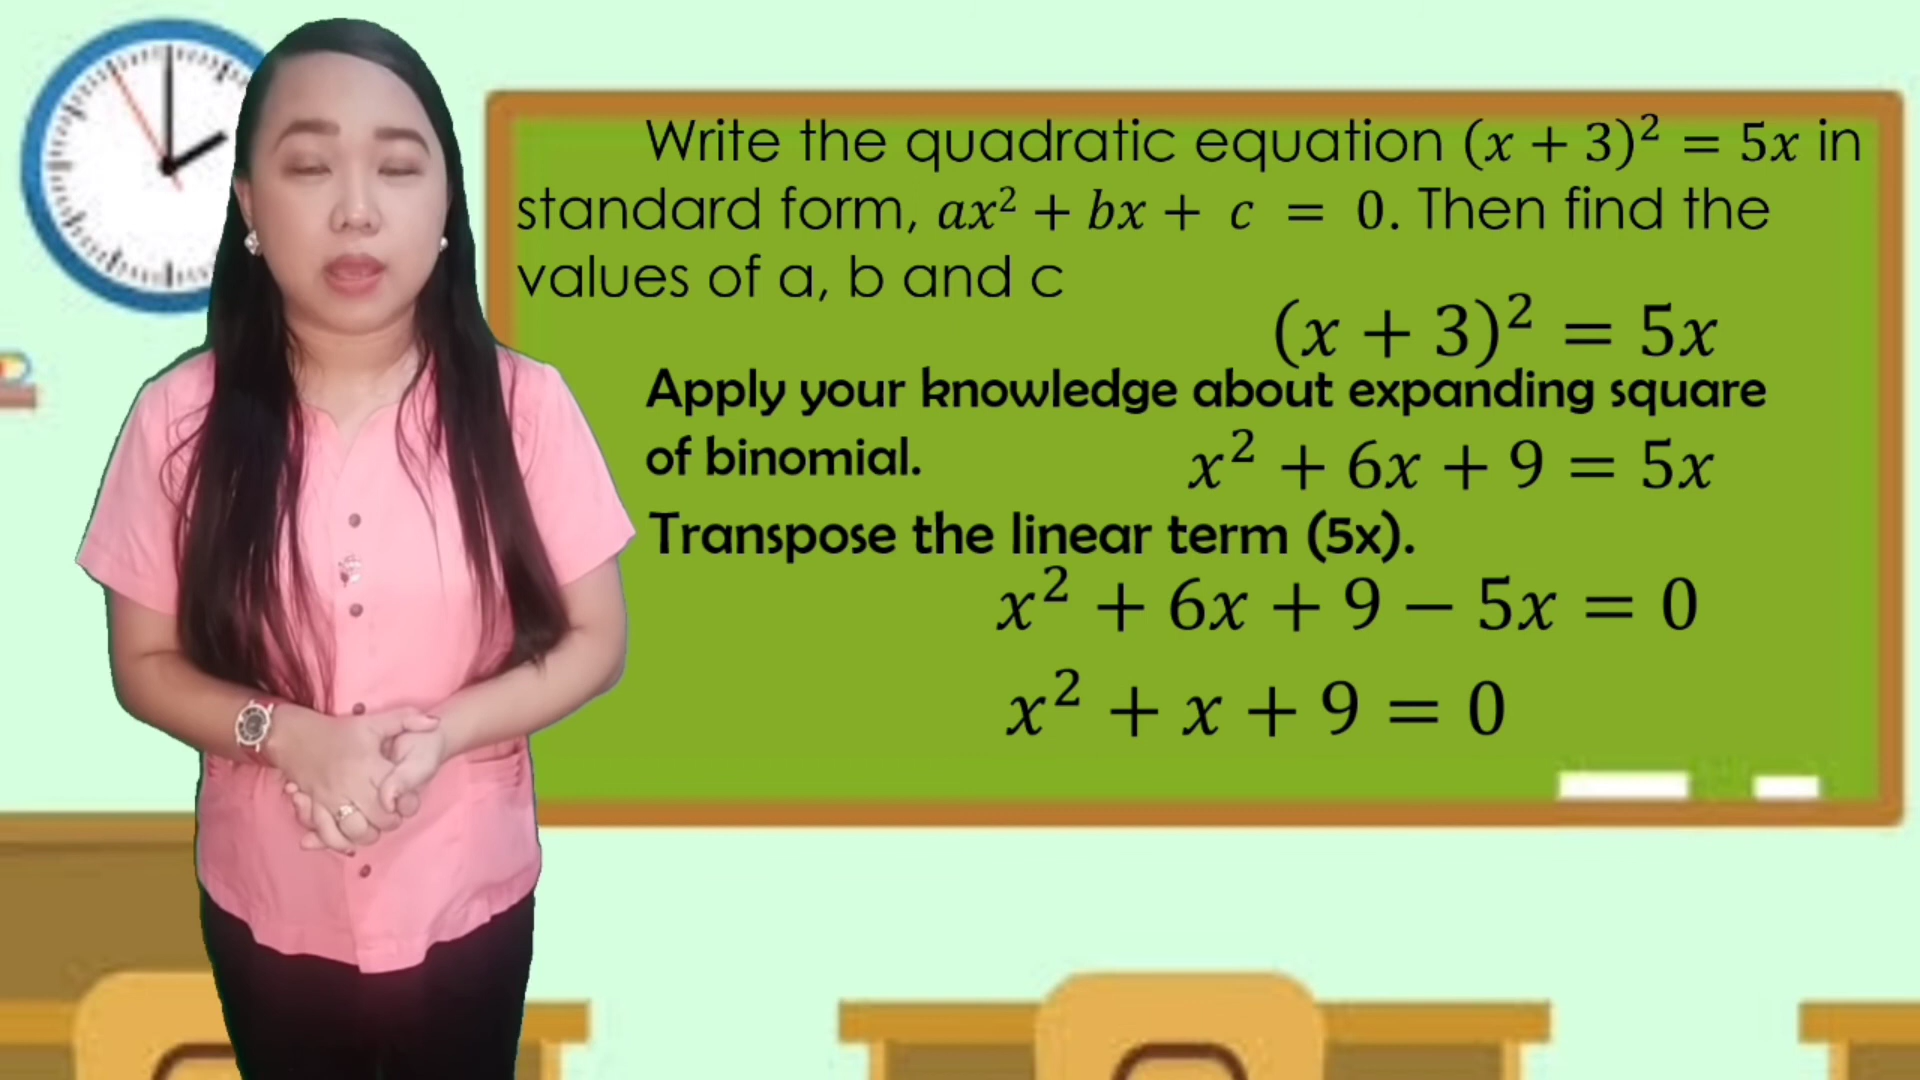 Write the quadratic equation (x + 3)² = 5x in
standard form, ax² + bx + c = 0. Then find the
values of a, b and c
(x + 3)² = 5x
Apply your knowledge about expanding square
of binomial. x² + 6x + 9 = 5x
Transpose the linear term (5x).
x² + 6x + 9 − 5x = 0
x² + x + 9 = 0